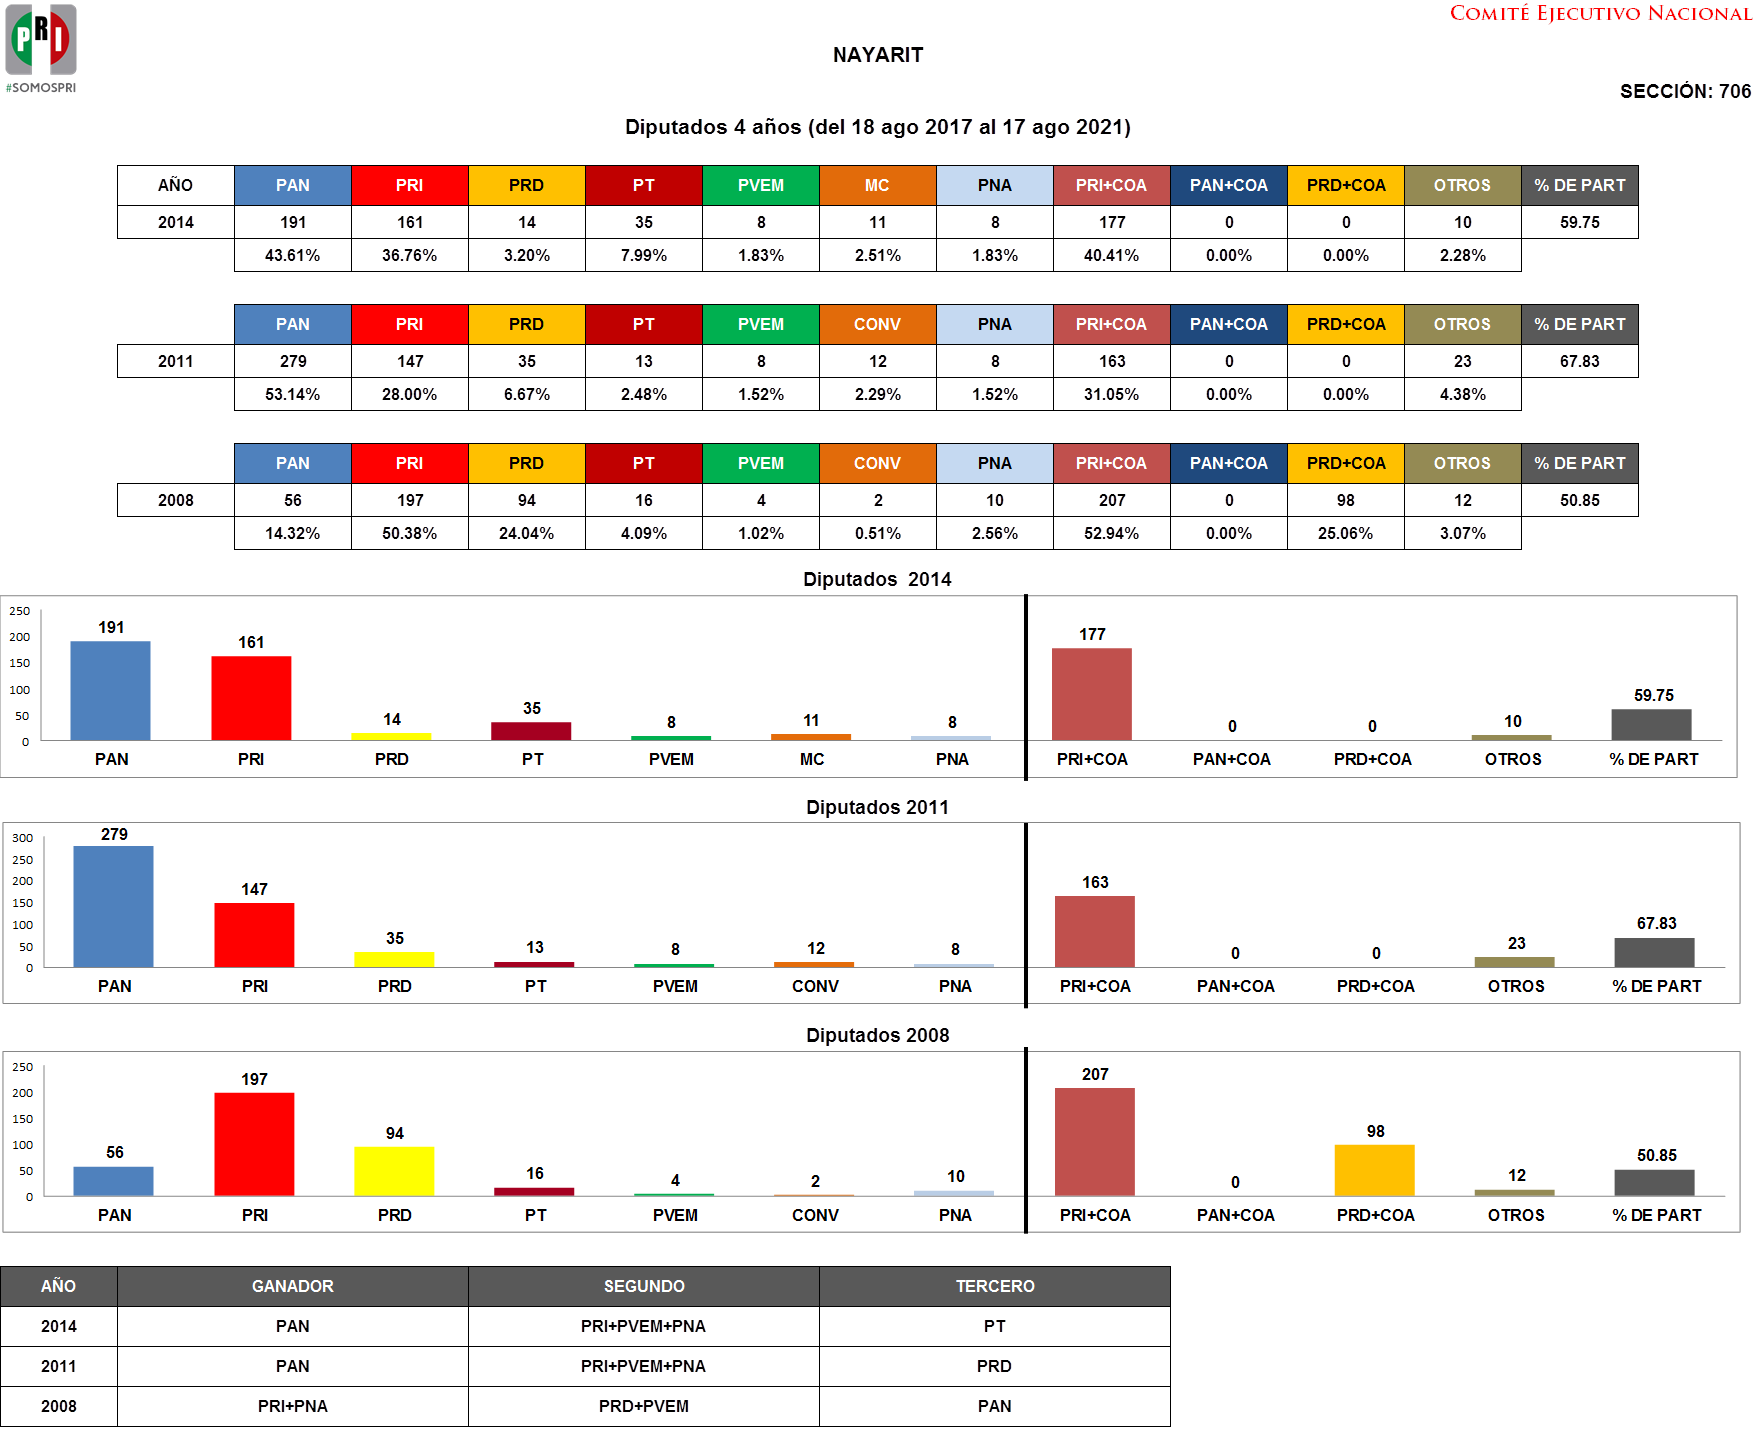 PRI
#SOMOSPRI
COMITÉ EJECUTIVO NACIONAL
NAYARIT
SECCIÓN: 706
Diputados 4 años (del 18 ago 2017 al 17 ago 2021)
AÑO PAN PRI PRD PT PVEM MC PNA PRI+COA PAN+COA PRD+COA OTROS % DE PART
2014 191 161 14 35 8 11 8 177 0 0 10 59.75
43.61% 36.76% 3.20% 7.99% 1.83% 2.51% 1.83% 40.41% 0.00% 0.00% 2.28%
PAN PRI PRD PT PVEM CONV PNA PRI+COA PAN+COA PRD+COA OTROS % DE PART
2011 279 147 35 13 8 12 8 163 0 0 23 67.83
53.14% 28.00% 6.67% 2.48% 1.52% 2.29% 1.52% 31.05% 0.00% 0.00% 4.38%
PAN PRI PRD PT PVEM CONV PNA PRI+COA PAN+COA PRD+COA OTROS % DE PART
2008 56 197 94 16 4 2 10 207 0 98 12 50.85
14.32% 50.38% 24.04% 4.09% 1.02% 0.51% 2.56% 52.94% 0.00% 25.06% 3.07%
Diputados 2014
250
200
150
100
50
0
191 161 14 35 8 11 8 177 0 0 10 59.75
PAN PRI PRD PT PVEM MC PNA PRI+COA PAN+COA PRD+COA OTROS % DE PART
Diputados 2011
300
250
200
150
100
50
0
279 147 35 13 8 12 8 163 0 0 23 67.83
PAN PRI PRD PT PVEM CONV PNA PRI+COA PAN+COA PRD+COA OTROS % DE PART
Diputados 2008
250
200
150
100
50
0
56 197 94 16 4 2 10 207 0 98 12 50.85
PAN PRI PRD PT PVEM CONV PNA PRI+COA PAN+COA PRD+COA OTROS % DE PART
AÑO GANADOR SEGUNDO TERCERO
2014 PAN PRI+PVEM+PNA PT
2011 PAN PRI+PVEM+PNA PRD
2008 PRI+PNA PRD+PVEM PAN